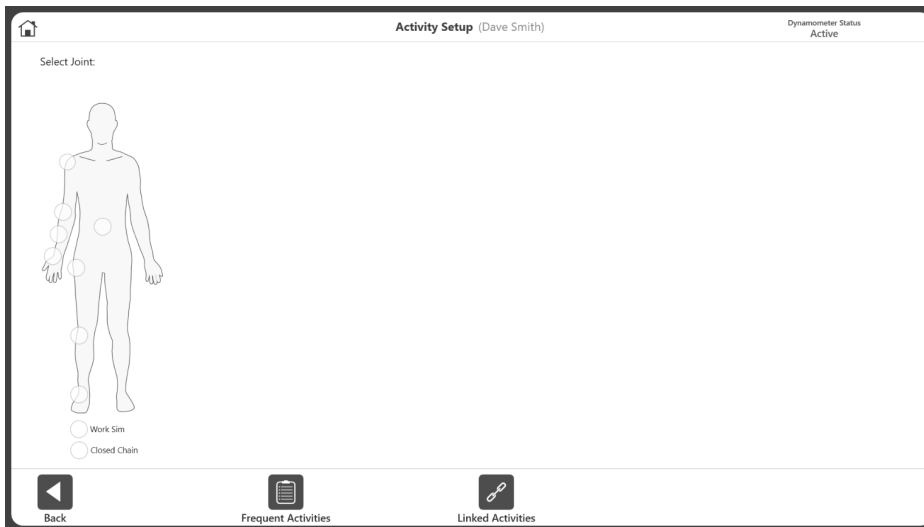 Activity Setup (Dave Smith)
Dynamometer Status
Active
Select Joint:
Work Sim
Closed Chain
Back
Frequent Activities
Linked Activities